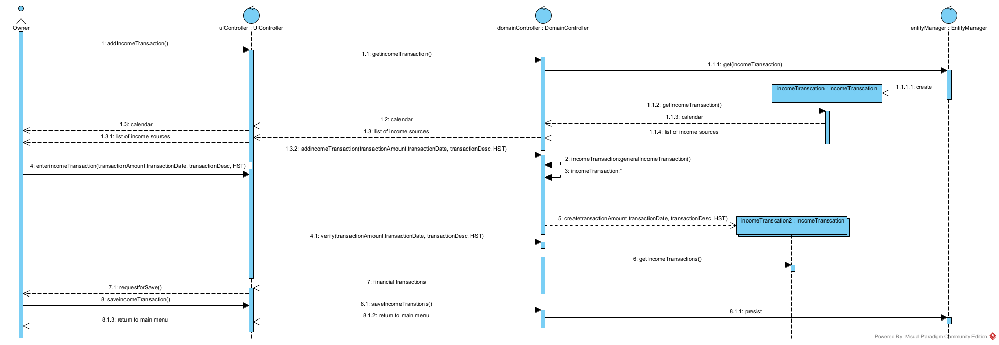 Owner
uIController : UIController
domainController : DomainController
entityManager : EntityManager
1: addIncomeTransaction()
1.1: getincomeTransaction()
1.1.1: get(incomeTransaction)
incomeTranscation : IncomeTranscation
1.1.1.1: create
1.1.2: getIncomeTransaction()
1.1.3: calendar
1.2: calendar
1.3: calendar
1.1.4: list of income sources
1.3: list of income sources
1.3.1: list of income sources
1.3.2: addincomeTransaction(transactionAmount,transactionDate, transactionDesc, HST)
2: incomeTransaction:generalIncomeTransaction()
4: enterincomeTransaction(transactionAmount,transactionDate, transactionDesc, HST)
3: incomeTransaction:"
5: createtransactionAmount,transactionDate, transactionDesc, HST)
incomeTranscation2 : IncomeTranscation
4.1: verify(transactionAmount,transactionDate, transactionDesc, HST)
6: getIncomeTransactions()
7: financial transactions
7.1: requestforSave()
8: saveincomeTransaction()
8.1: saveIncomeTranstions()
8.1.1: presist
8.1.2: return to main menu
8.1.3: return to main menu
Powered By Visual Paradigm Community Edition